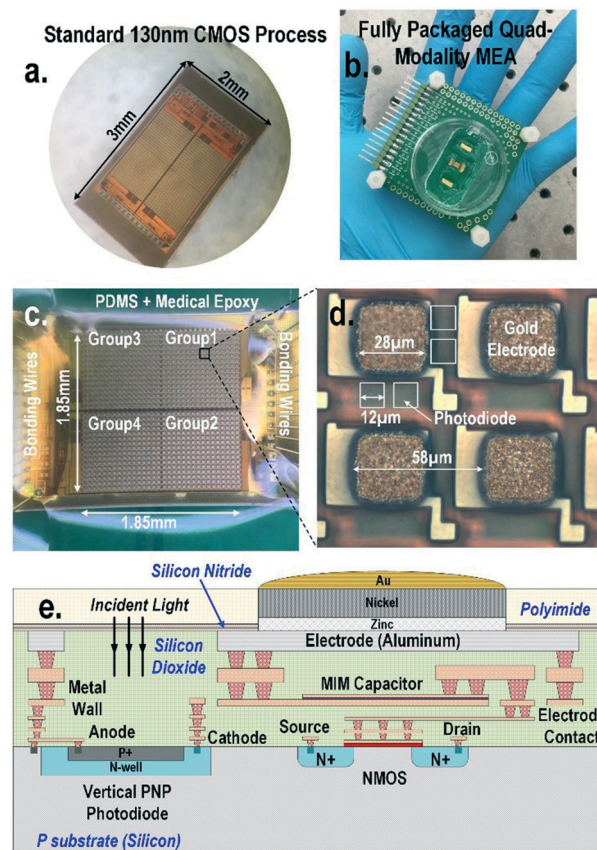 Standard 130nm CMOS Process
a.
3mm
2mm
Fully Packaged Quad-
Modality MEA
b.
PDMS + Medical Epoxy
c.
Group3
Group1
Group4
Group2
Bonding Wires
Bonding Wires
1.85mm
1.85mm
d.
28µm
Gold
Electrode
12µm
Photodiode
58µm
e.
Silicon
Nitride
Incident Light
Silicon
Dioxide
Au
Nickel
Zinc
Electrode (Aluminum)
Polyimide
Metal
Wall
MIM Capacitor
Anode
Cathode
Source
Drain
Electrod
Contact
P+
N-well
N+
N+
NMOS
Vertical PNP
Photodiode
P substrate (Silicon)